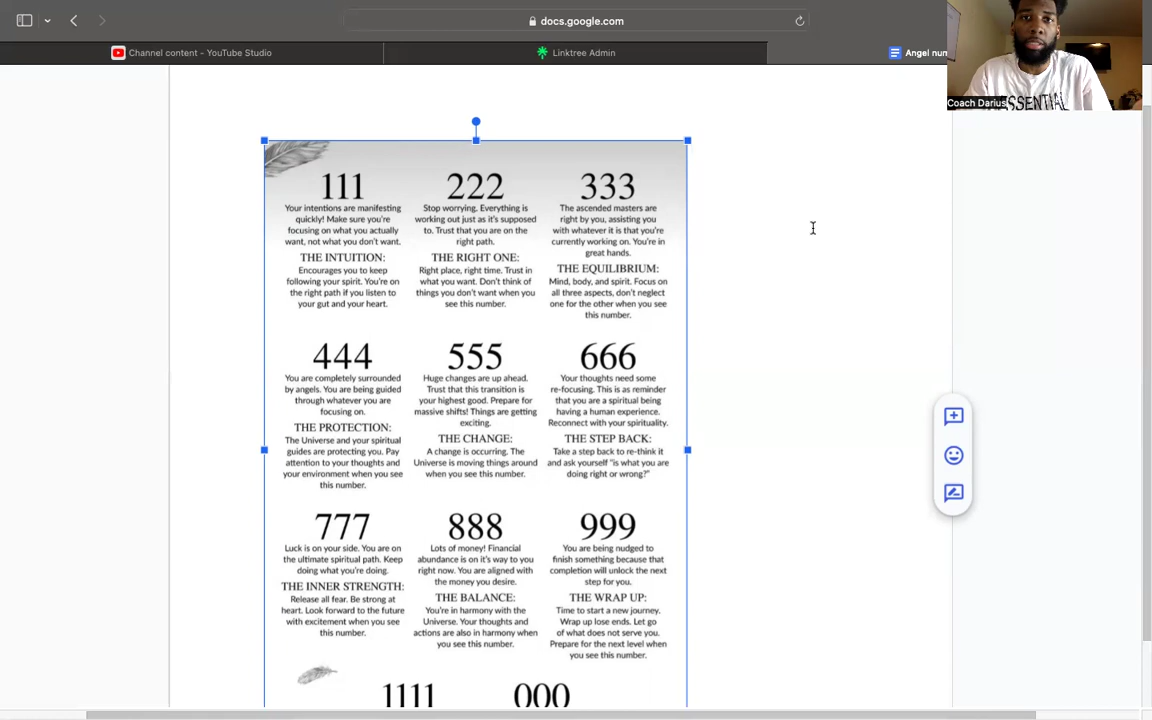 docs.google.com
Channel content - YouTube Studio
Linktree Admin
Angel num
Coach Darius
ESSENTIAL
111
Your intentions are manifesting
quickly! Make sure you're
focusing on what you actually
want, not what you don't want.
THE INTUITION:
Encourages you to keep
following your spirit. You're on
the right path if you listen to
your gut and your heart.
222
Stop worrying. Everything is
working out just as it's supposed
to. Trust that you are on the
right path.
THE RIGHT ONE:
Right place, right time. Trust in
what you want. Don't think of
things you don't want when you
see this number.
333
The ascended masters are
right by you, assisting you
with whatever it is that you're
currently working on. You're in
great hands.
THE EQUILIBRIUM:
Mind, body, and spirit. Focus on
all three aspects, don't neglect
one for the other when you see
this number.
444
You are completely surrounded
by angels. You are being guided
through whatever you are
focusing on.
THE PROTECTION:
The Universe and your spiritual
guides are protecting you. Pay
attention to your thoughts and
your environment when you see
this number.
555
Huge changes are up ahead.
Trust that this transition is
your highest good. Prepare for
massive shifts! Things are getting
exciting.
THE CHANGE:
A change is occurring. The
Universe is moving things around
when you see this number.
666
Your thoughts need some
re-focusing. This is as reminder
that you are a spiritual being
having a human experience.
Reconnect with your spirituality.
THE STEP BACK:
Take a step back to re-think it
and ask yourself "is what you are
doing right or wrong?"
777
Luck is on your side. You are on
the ultimate spiritual path. Keep
doing what you're doing.
THE INNER STRENGTH:
Release all fear. Be strong at
heart. Look forward to the future
with excitement when you see
this number.
888
Lots of money! Financial
abundance is on it's way to you
right now. You are aligned with
the money you desire.
THE BALANCE:
You're in harmony with the
Universe. Your thoughts and
actions are also in harmony when
you see this number.
999
You are being nudged to
finish something because that
completion will unlock the next
step for you.
THE WRAP UP:
Time to start a new journey.
Wrap up lose ends. Let go
of what does not serve you.
Prepare for the next level when
you see this number.
1111
000